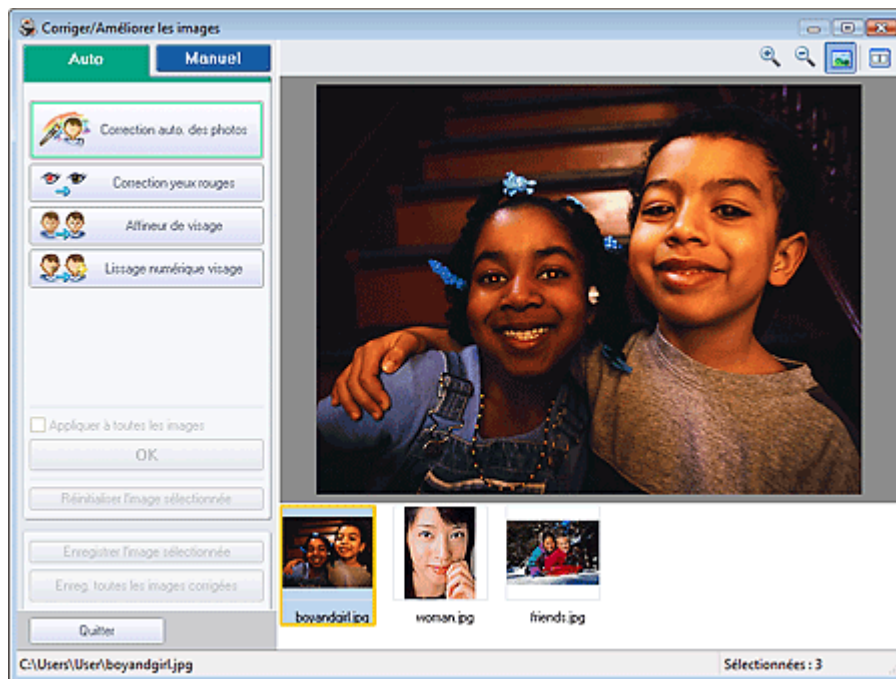 Corriger/Améliorer les images
Auto
Manuel
Correction auto. des photos
Correction yeux rouges
Affineur de visage
Lissage numérique visage
Appliquer à toutes les images
OK
Réinitialiser l'image sélectionnée
Enregistrer l'image sélectionnée
Enreg. toutes les images corrigées
Quitter
boyandgirl.jpg
woman.jpg
friends.jpg
C:\Users\User\boyandgirl.jpg
Sélectionnées : 3